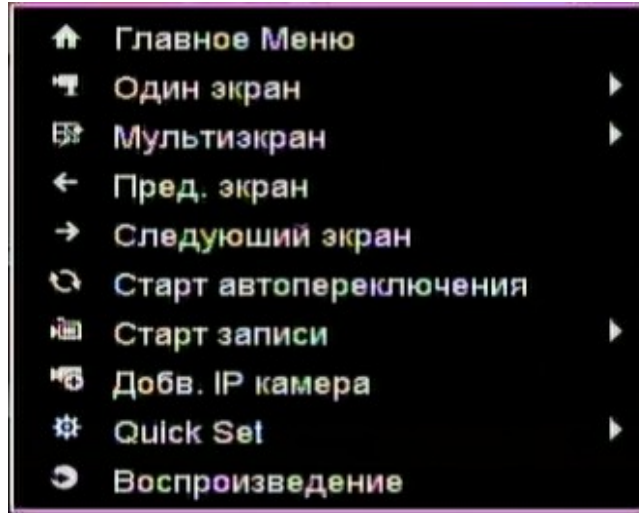 Главное Меню
Один экран
Мультиэкран
Пред. экран
Следуюший экран
Старт автопереключения
Старт записи
Добв. IP камера
Quick Set
Воспроизведение